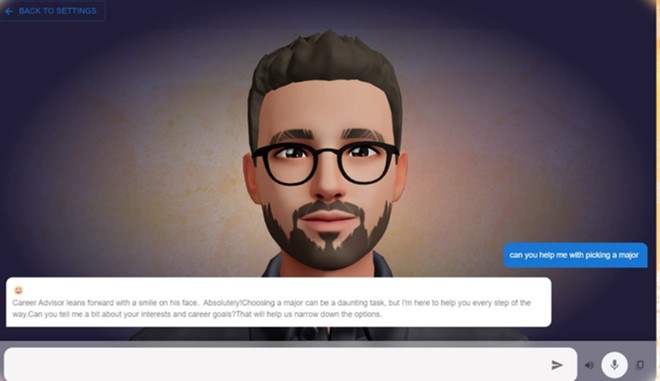 BACK TO SETTINGS
can you help me with picking a major
Career Advisor leans forward with a smile on his face. Absolutely!Choosing a major can be a daunting task, but I'm here to help you every step of the
way.Can you tell me a bit about your interests and career goals?That will help us narrow down the options.